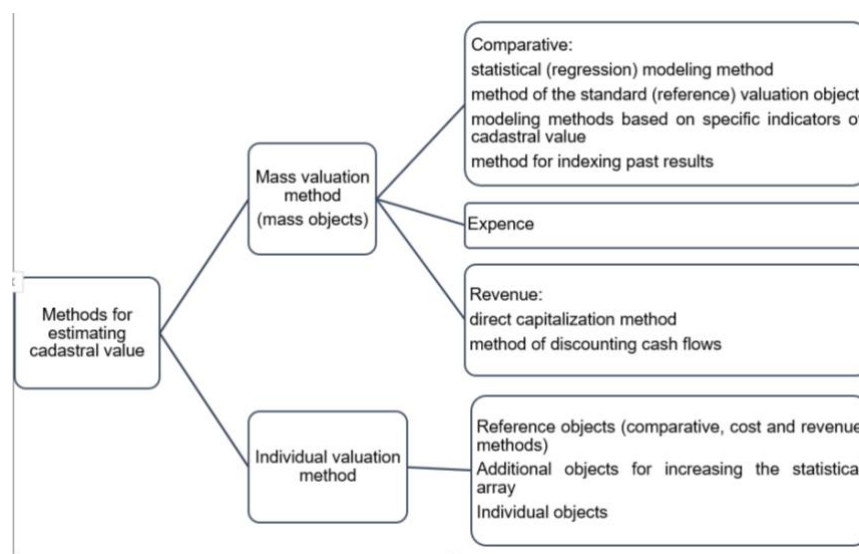 Comparative:
statistical (regression) modeling method
method of the standard (reference) valuation object
modeling methods based on specific indicators of
cadastral value
method for indexing past results
Mass valuation
method
(mass objects)
Expence
Revenue:
direct capitalization method
method of discounting cash flows
Methods for
estimating
cadastral value
Individual valuation
method
Reference objects (comparative, cost and revenue
methods)
Additional objects for increasing the statistica
array
Individual objects